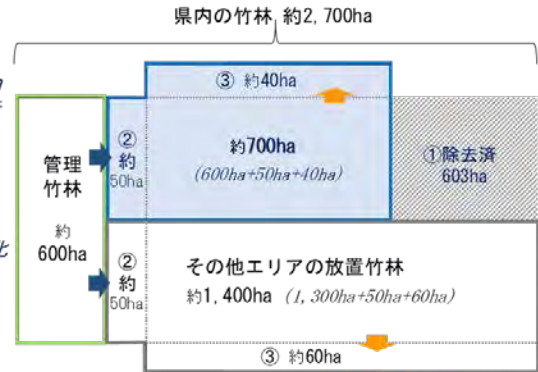 県内の竹林 約2,700ha
③ 約40ha
管理
竹林
約
600ha
②
約
50ha
約700ha
(600ha+50ha+40ha)
①除去済
603ha
②
約
50ha
その他エリアの放置竹林
約1,400ha (1,300ha+50ha+60ha)
③ 約60ha